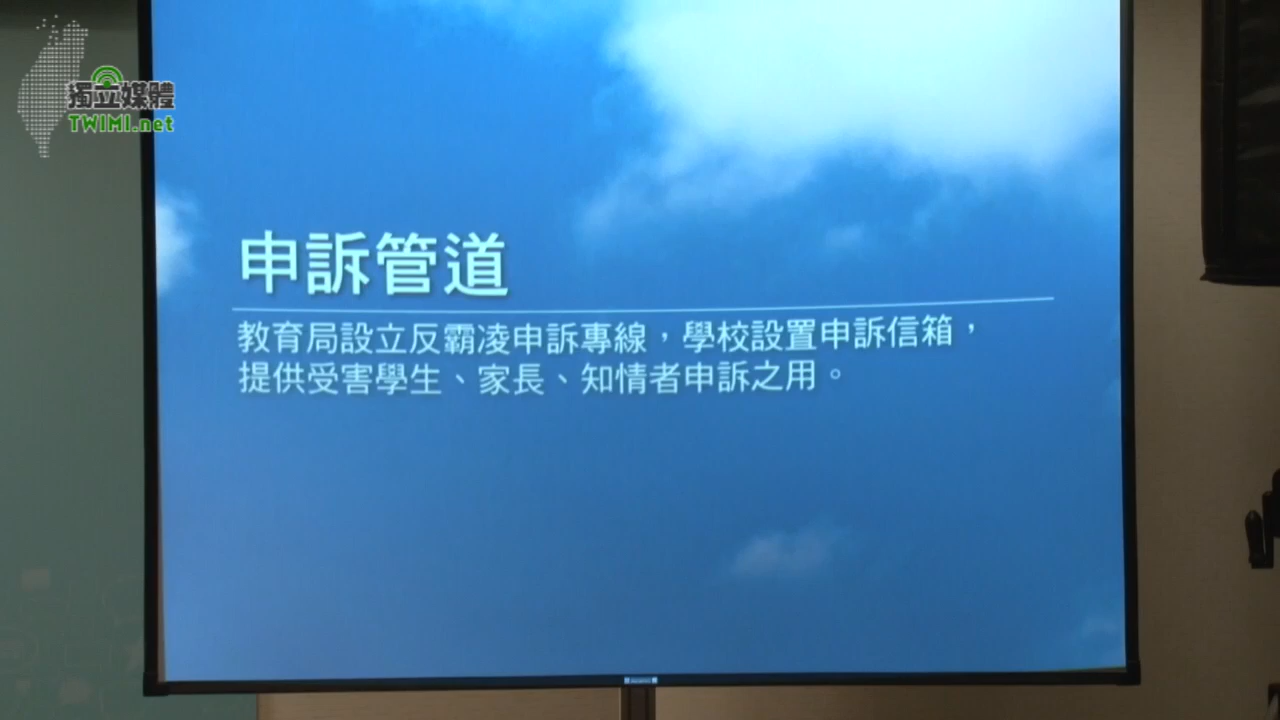 獨立媒體
TWIMI.net
申訴管道
教育局設立反霸凌申訴專線，學校設置申訴信箱，
提供受害學生、家長、知情者申訴之用。